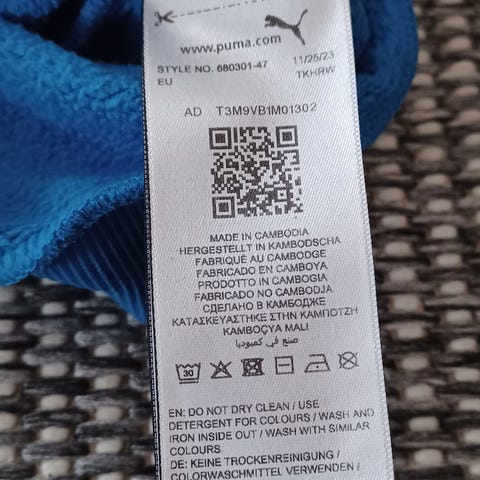 www.puma.com
STYLE NO. 680301-47 11/25/23
EU TKHRW
AD T3M9VB1M01302
MADE IN CAMBODIA
HERGESTELLT IN KAMBODSCHA
FABRIQUÉ AU CAMBODGE
FABRICADO EN CAMBOYA
PRODOTTO IN CAMBOGIA
FABRICADO NO CAMBODJA
СДЕЛАНО В КАМБОДЖЕ
ΚΑΤΑΣΚΕΥΑΣΤΗΚΕ ΣΤΗΝ ΚΑΜΠΟΤΖΗ
KAMBOÇYA MALI
صنع في كمبوديا
30
EN: DO NOT DRY CLEAN / USE
DETERGENT FOR COLOURS / WASH AND
IRON INSIDE OUT / WASH WITH SIMILAR
COLOURS
DE: KEINE TROCKENREINIGUNG /
COLORWASCHMITTEL VERWENDEN /